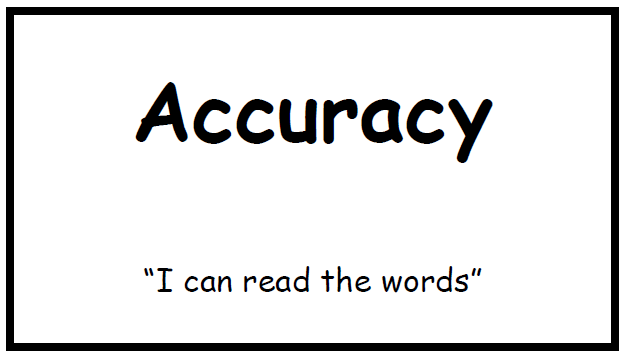 Accuracy
“I can read the words”